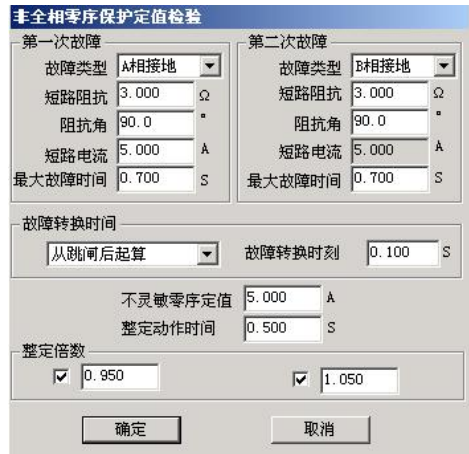 非全相零序保护定值检验
第一次故障
故障类型 A相接地
短路阻抗 3.000 Ω
阻抗角 90.0 °
短路电流 5.000 A
最大故障时间 0.700 S
第二次故障
故障类型 B相接地
短路阻抗 3.000 Ω
阻抗角 90.0 °
短路电流 5.000 A
最大故障时间 0.700 S
故障转换时间
从跳闸后起算 故障转换时刻 0.100 S
不灵敏零序定值 5.000 A
整定动作时间 0.500 S
整定倍数
0.950 1.050
确定 取消